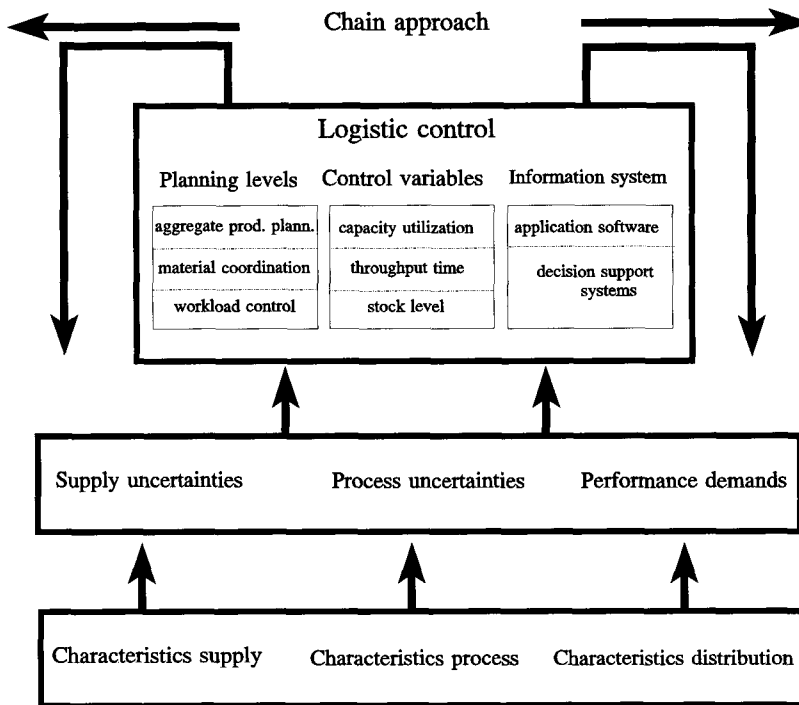 Chain approach
Logistic control
Planning levels
Control variables
Information system
aggregate prod. plann.
capacity utilization
application software
material coordination
throughput time
decision support
systems
workload control
stock level
Supply uncertainties
Process uncertainties
Performance demands
Characteristics supply
Characteristics process
Characteristics distribution